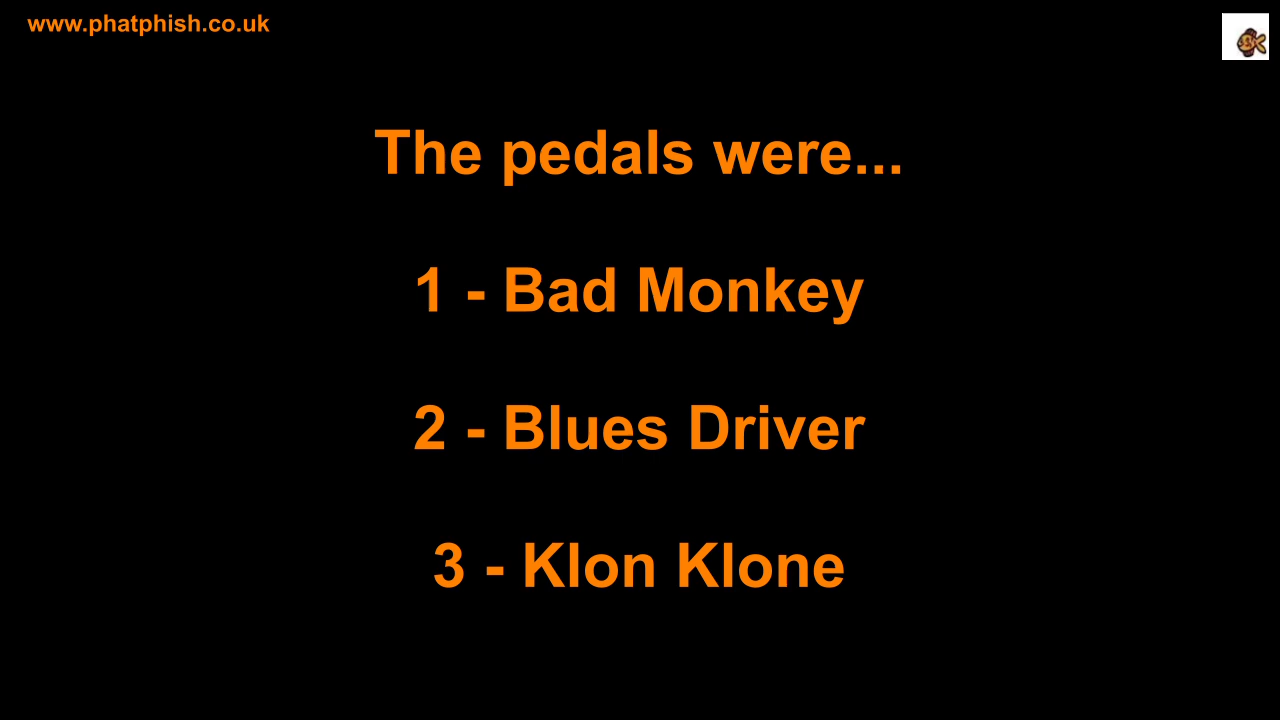 www.phatphish.co.uk
The pedals were...
1 - Bad Monkey
2 - Blues Driver
3 - Klon Klone